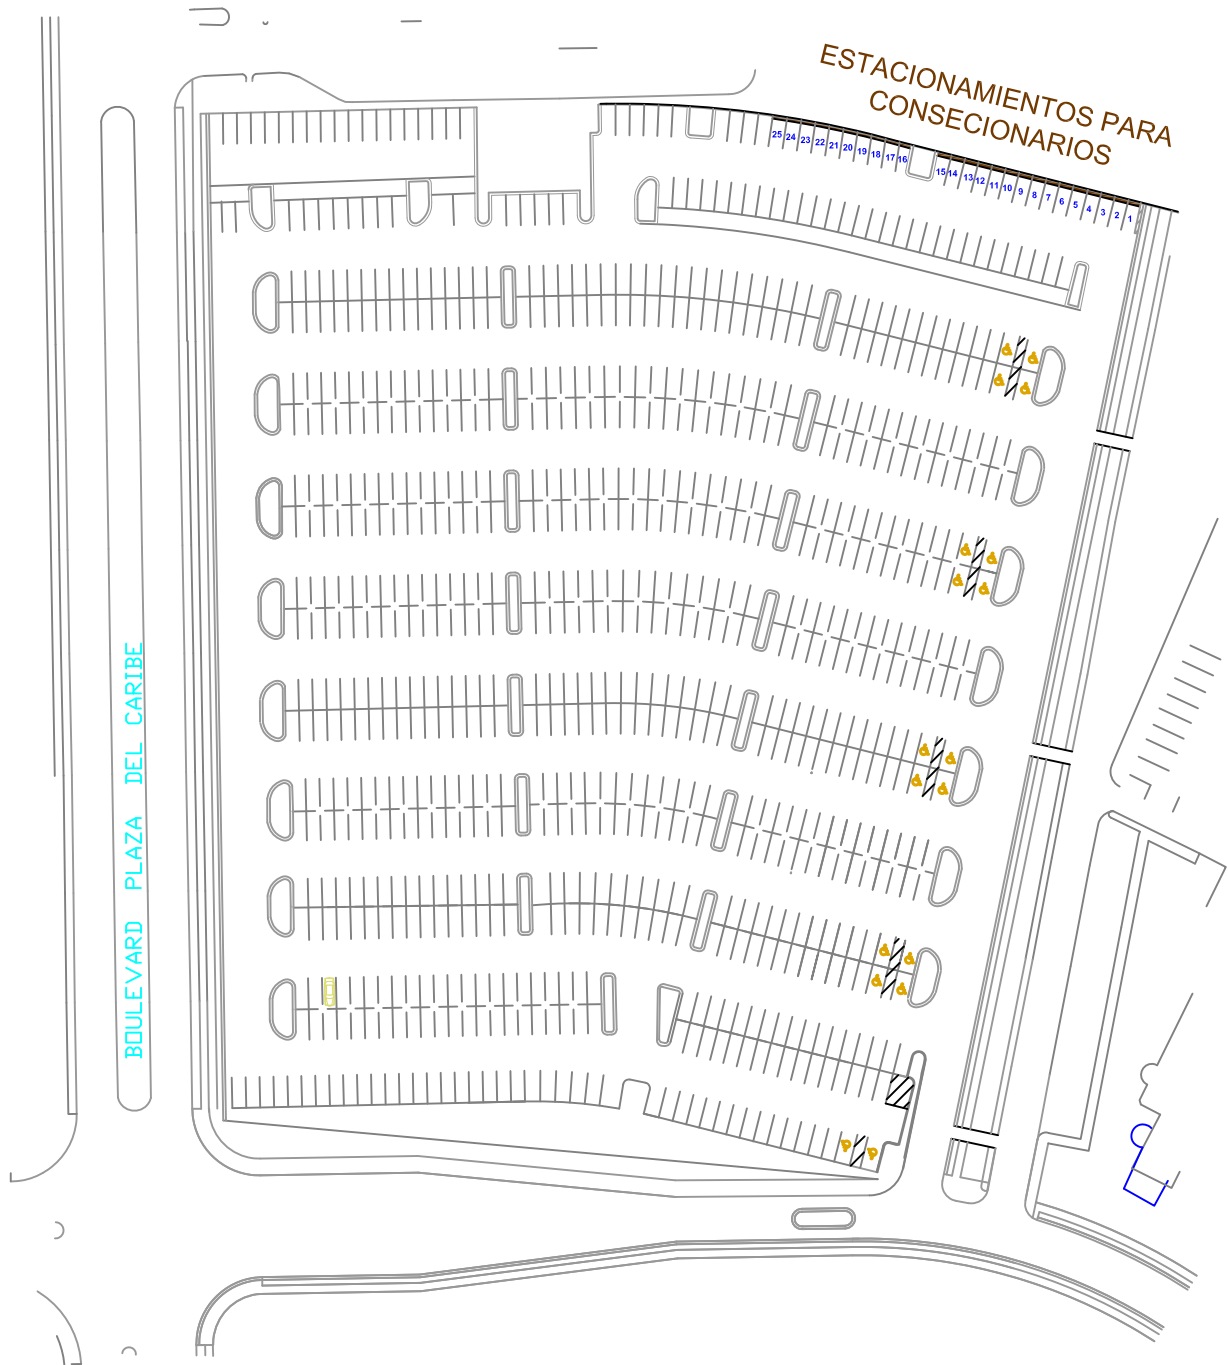 ESTACIONAMIENTOS PARA
CONSECIONARIOS
25 24 23 22 21 20 19 18 17 16 15 14 13 12 11 10 9 8 7 6 5 4 3 2 1
BOULEVARD PLAZA DEL CARIBE